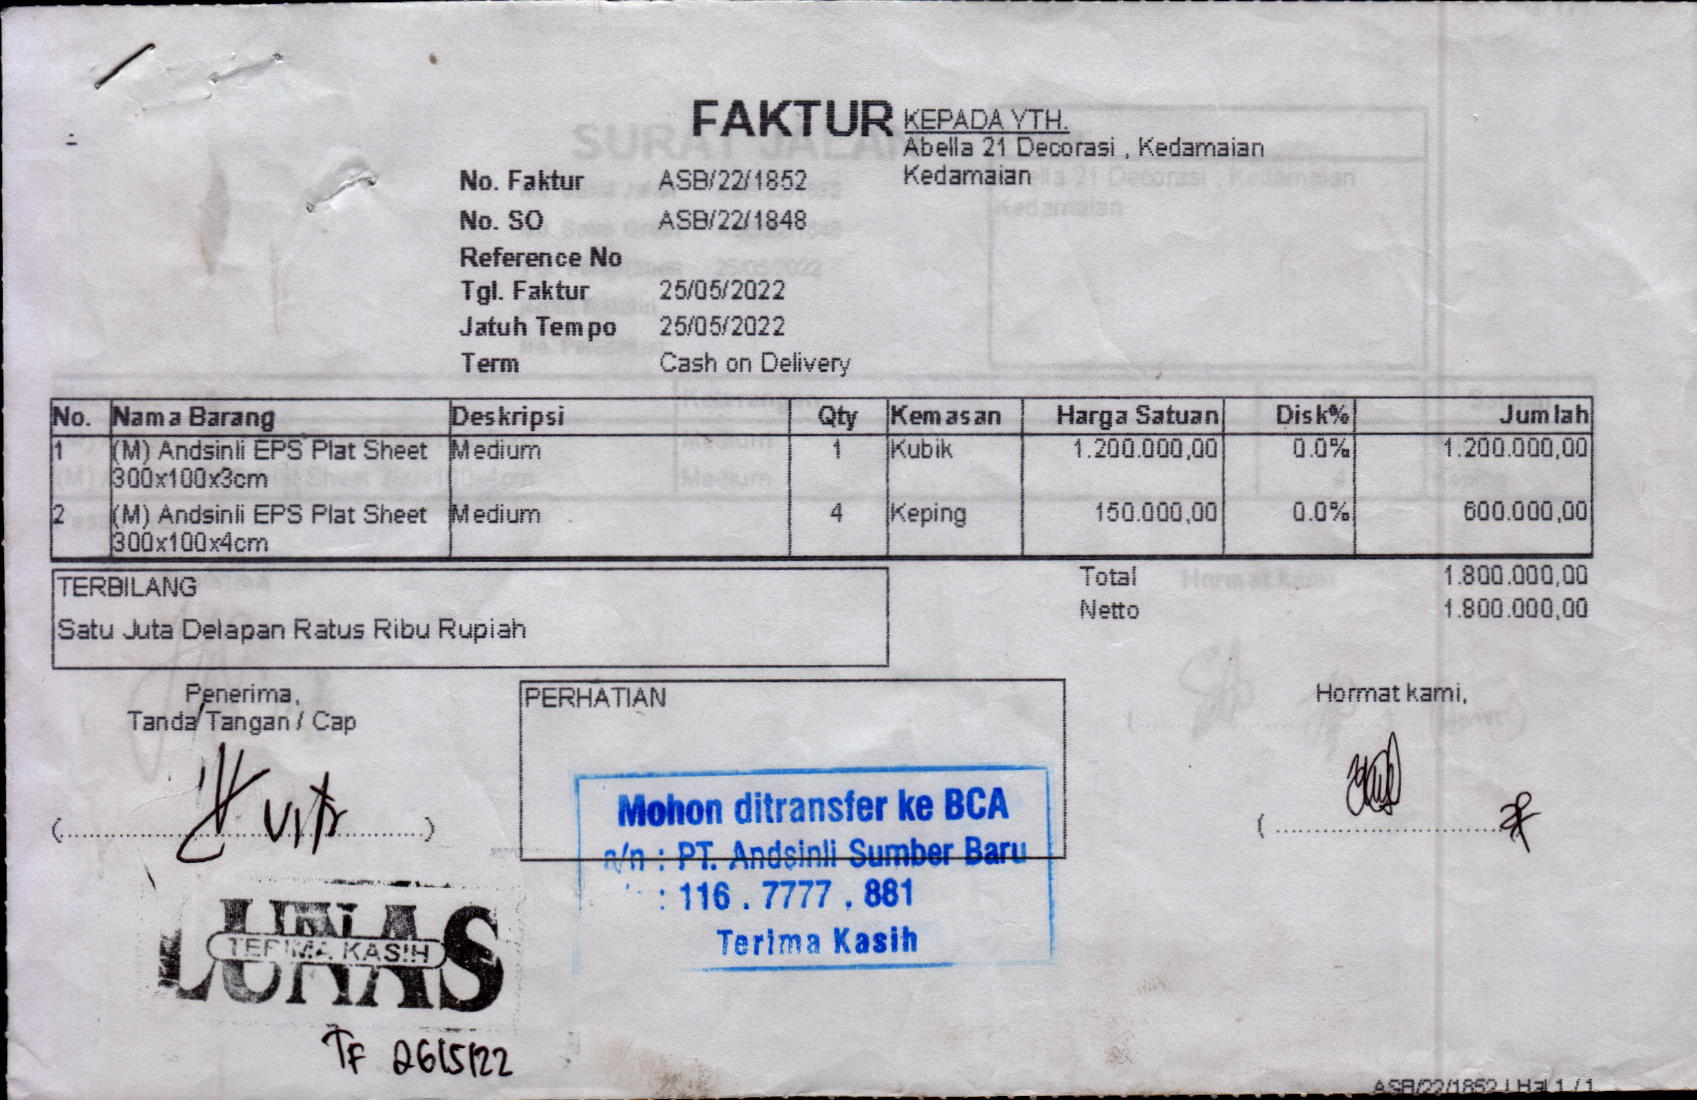 FAKTUR
KEPADA YTH.
Abella 21 Decorasi , Kedamaian
Kedamaian
No. Faktur ASB/22/1852
No. SO ASB/22/1848
Reference No
Tgl. Faktur 25/05/2022
Jatuh Tempo 25/05/2022
Term Cash on Delivery
No. Nama Barang Deskripsi Qty Kemasan Harga Satuan Disk% Jumlah
1 (M) Andsinli EPS Plat Sheet Medium 1 Kubik 1.200.000,00 0.0% 1.200.000,00
300x100x3cm
2 (M) Andsinli EPS Plat Sheet Medium 4 Keping 150.000,00 0.0% 600.000,00
300x100x4cm
TERBILANG
Satu Juta Delapan Ratus Ribu Rupiah
Total 1.800.000,00
Netto 1.800.000,00
Penerima,
Tanda Tangan / Cap
PERHATIAN
Hormat kami,
Mohon ditransfer ke BCA
a/n : PT. Andsinli Sumber Baru
: 116 . 7777 . 881
Terima Kasih
LUNAS
TERIMA KASIH
TF 26/5/22
ASB/22/1852 | Hal 1 / 1